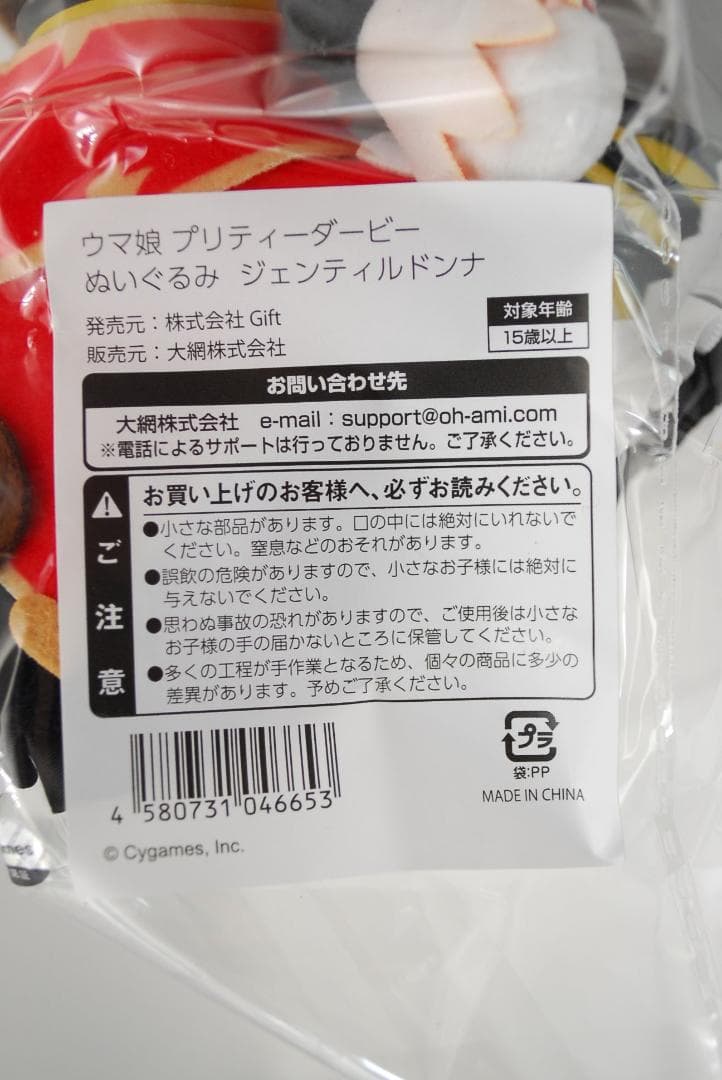 ウマ娘 プリティーダービー
ぬいぐるみ ジェンティルドンナ
発売元：株式会社 Gift
販売元：大網株式会社
対象年齢
15歳以上
お問い合わせ先
大網株式会社 e-mail：support@oh-ami.com
※電話によるサポートは行っておりません。ご了承ください。
ご注意
お買い上げのお客様へ、必ずお読みください。
●小さな部品があります。口の中には絶対にいれないで
ください。窒息などのおそれがあります。
●誤飲の危険がありますので、小さなお子様には絶対に
与えないでください。
●思わぬ事故の恐れがありますので、ご使用後は小さな
お子様の手の届かないところに保管してください。
●多くの工程が手作業となるため、個々の商品に多少の
差異があります。予めご了承ください。
プラ
袋:PP
MADE IN CHINA
4 580731 046653
© Cygames, Inc.